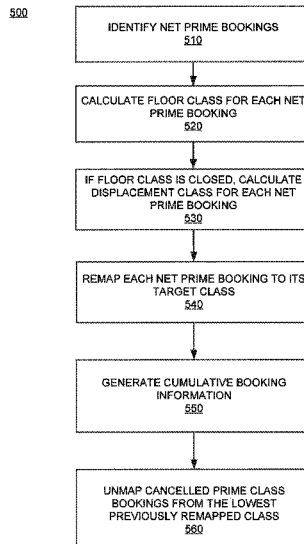 500
IDENTIFY NET PRIME BOOKINGS
510
CALCULATE FLOOR CLASS FOR EACH NET
PRIME BOOKING
520
IF FLOOR CLASS IS CLOSED, CALCULATE
DISPLACEMENT CLASS FOR EACH NET
PRIME BOOKING
530
REMAP EACH NET PRIME BOOKING TO ITS
TARGET CLASS
540
GENERATE CUMULATIVE BOOKING
INFORMATION
550
UNMAP CANCELLED PRIME CLASS
BOOKINGS FROM THE LOWEST
PREVIOUSLY REMAPPED CLASS
560